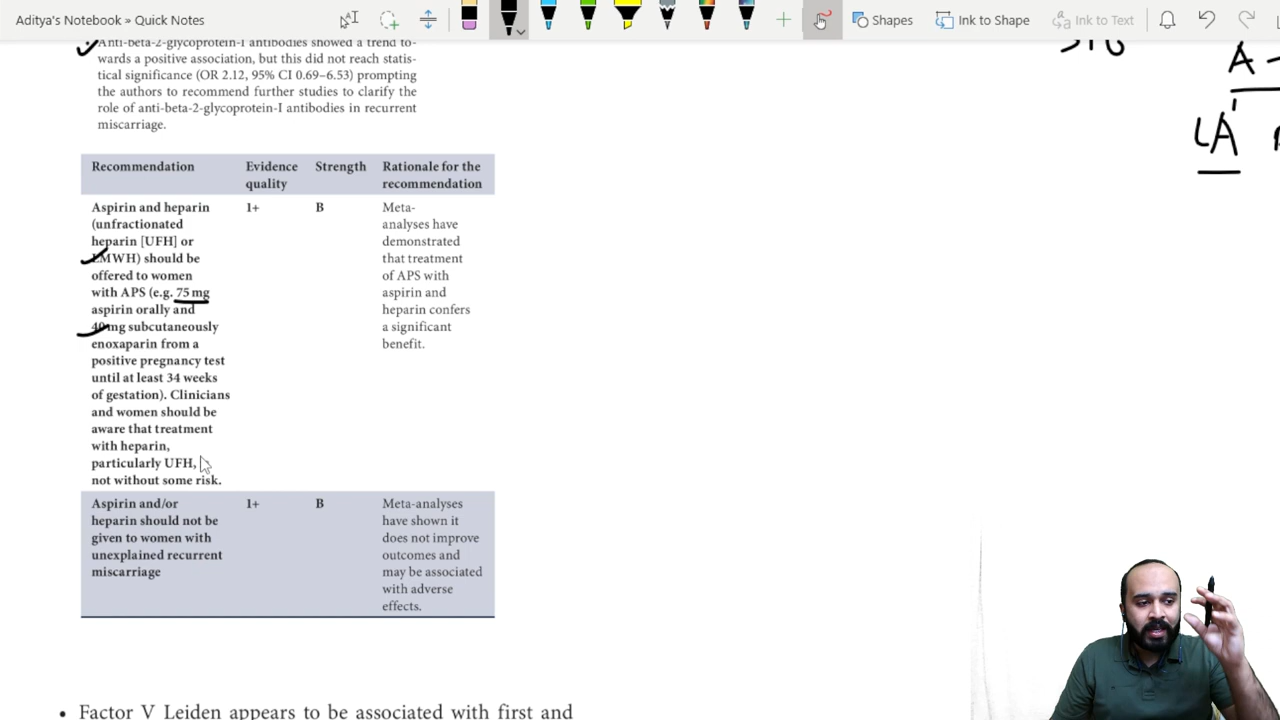 Aditya's Notebook » Quick Notes
Shapes
Ink to Shape
Ink to Text
Anti-beta-2-glycoprotein-I antibodies showed a trend to-
wards a positive association, but this did not reach statis-
tical significance (OR 2.12, 95% CI 0.69–6.53) prompting
the authors to recommend further studies to clarify the
role of anti-beta-2-glycoprotein-I antibodies in recurrent
miscarriage.
A -
LA
Recommendation Evidence quality Strength Rationale for the recommendation
Aspirin and heparin
(unfractionated
heparin [UFH] or
LMWH) should be
offered to women
with APS (e.g. 75 mg
aspirin orally and
40 mg subcutaneously
enoxaparin from a
positive pregnancy test
until at least 34 weeks
of gestation). Clinicians
and women should be
aware that treatment
with heparin,
particularly UFH,
not without some risk.
1+
B
Meta-
analyses have
demonstrated
that treatment
of APS with
aspirin and
heparin confers
a significant
benefit.
Aspirin and/or
heparin should not be
given to women with
unexplained recurrent
miscarriage
1+
B
Meta-analyses
have shown it
does not improve
outcomes and
may be associated
with adverse
effects.
• Factor V Leiden appears to be associated with first and